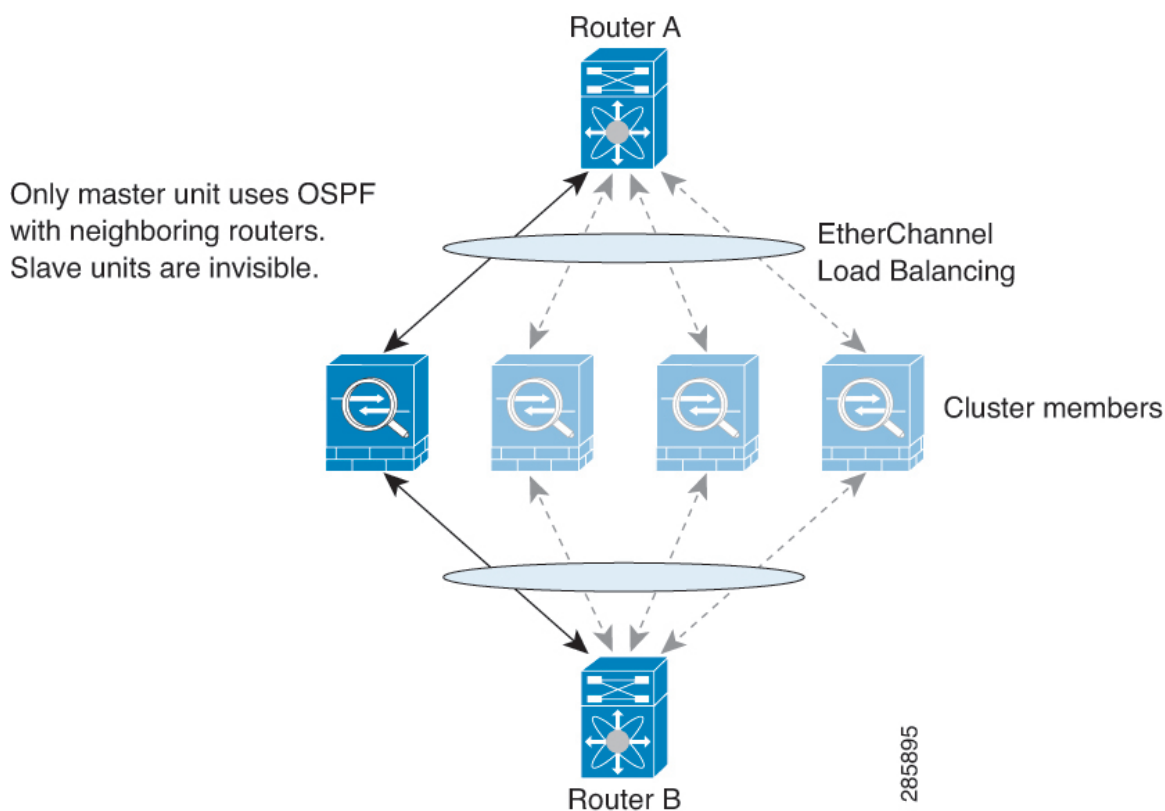 Router A
Only master unit uses OSPF
with neighboring routers.
Slave units are invisible.
EtherChannel
Load Balancing
Cluster members
Router B
285895